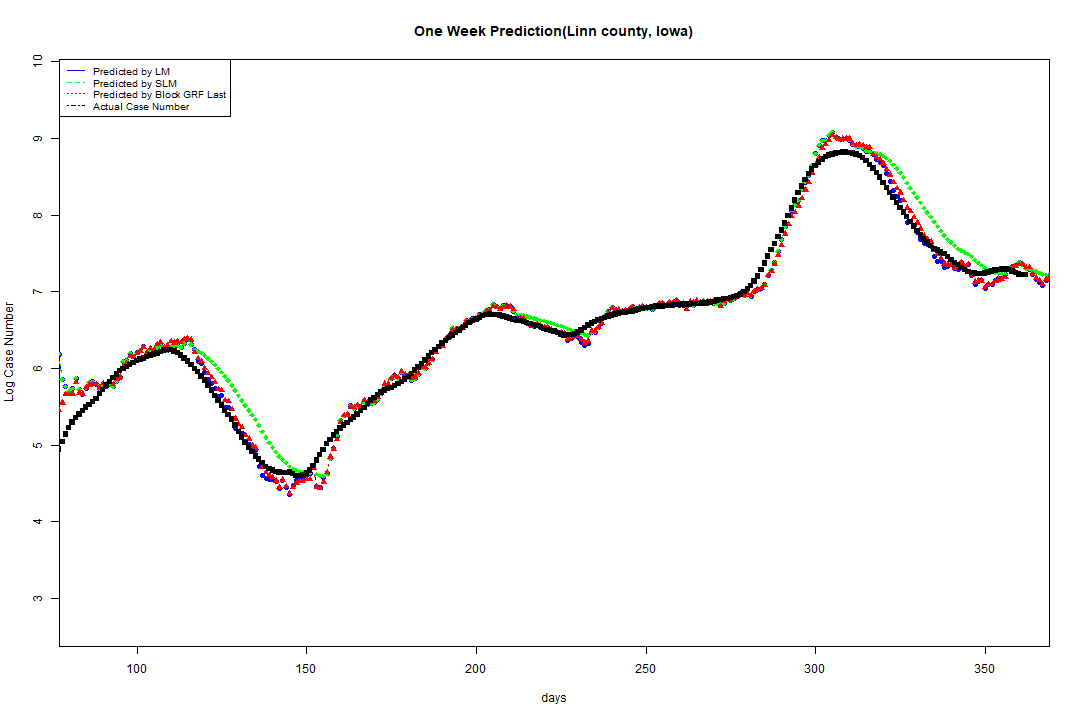 One Week Prediction(Linn county, Iowa)
Predicted by LM
Predicted by SLM
Predicted by Block GRF Last
Actual Case Number
10
9
8
7
6
5
4
3
Log Case Number
100 150 200 250 300 350
days